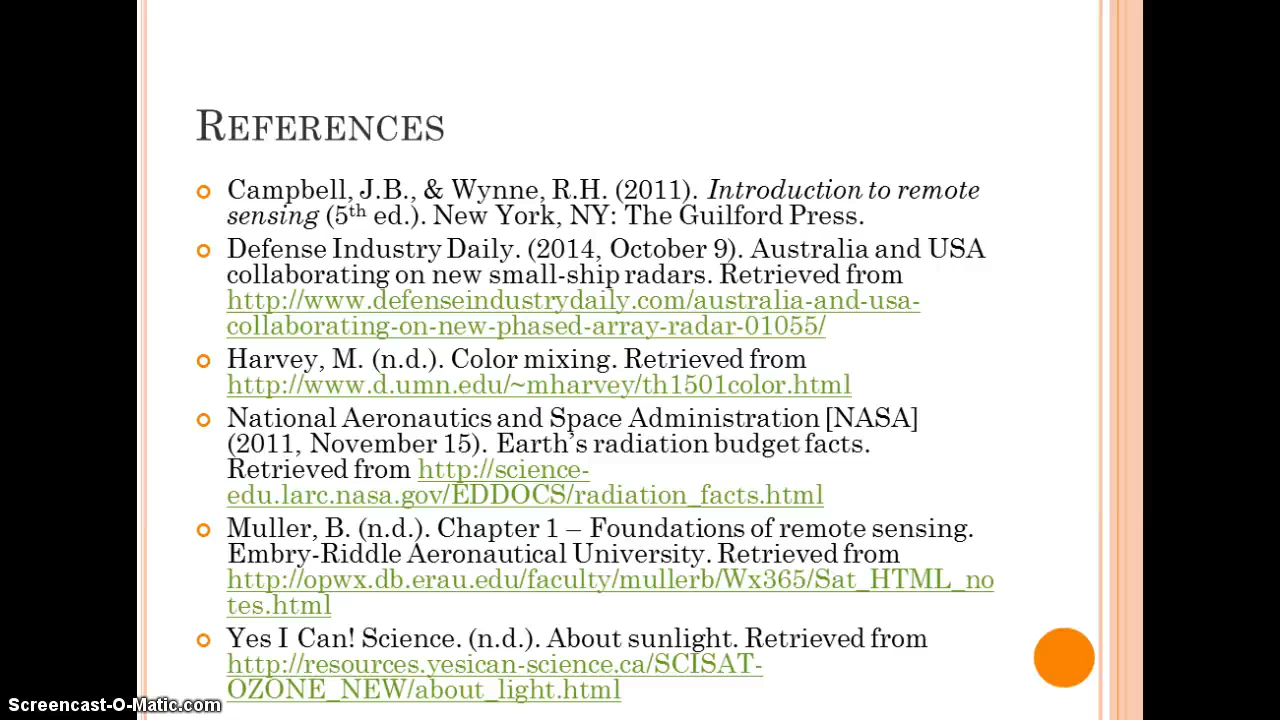 REFERENCES
Campbell, J.B., & Wynne, R.H. (2011). Introduction to remote
sensing (5th ed.). New York, NY: The Guilford Press.
Defense Industry Daily. (2014, October 9). Australia and USA
collaborating on new small-ship radars. Retrieved from
http://www.defenseindustrydaily.com/australia-and-usa-
collaborating-on-new-phased-array-radar-01055/
Harvey, M. (n.d.). Color mixing. Retrieved from
http://www.d.umn.edu/~mharvey/th1501color.html
National Aeronautics and Space Administration [NASA]
(2011, November 15). Earth's radiation budget facts.
Retrieved from http://science-
edu.larc.nasa.gov/EDDOCS/radiation_facts.html
Muller, B. (n.d.). Chapter 1 – Foundations of remote sensing.
Embry-Riddle Aeronautical University. Retrieved from
http://opwx.db.erau.edu/faculty/mullerb/Wx365/Sat_HTML_no
tes.html
Yes I Can! Science. (n.d.). About sunlight. Retrieved from
http://resources.yesican-science.ca/SCISAT-
OZONE_NEW/about_light.html
Screencast-O-Matic.com